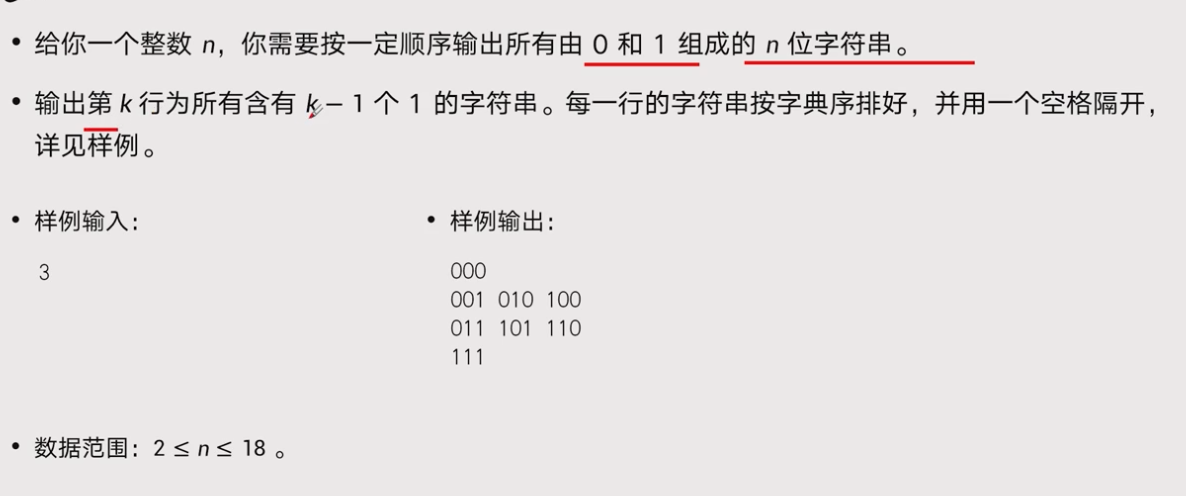 • 给你一个整数 n，你需要按一定顺序输出所有由 0 和 1 组成的 n 位字符串。
• 输出第 k 行为所有含有 k − 1 个 1 的字符串。每一行的字符串按字典序排好，并用一个空格隔开，
详见样例。
• 样例输入：
3
• 样例输出：
000
001 010 100
011 101 110
111
• 数据范围：2 ≤ n ≤ 18 。